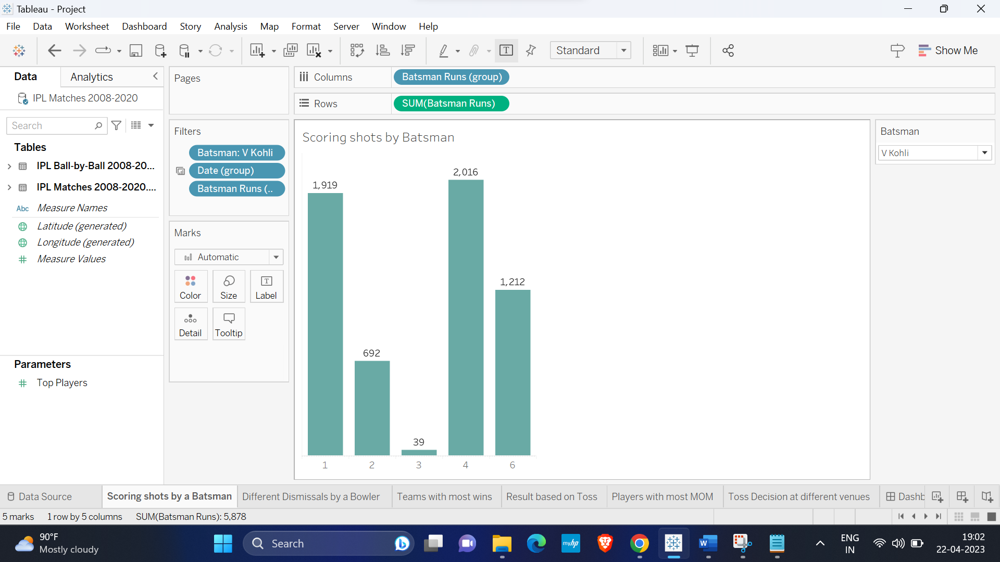 Tableau - Project
File Data Worksheet Dashboard Story Analysis Map Format Server Window Help
Standard
Show Me
Data
Analytics
IPL Matches 2008-2020
Search
Tables
IPL Ball-by-Ball 2008-20...
IPL Matches 2008-2020....
Abc Measure Names
Latitude (generated)
Longitude (generated)
Measure Values
Parameters
Top Players
Pages
Filters
Batsman: V Kohli
Date (group)
Batsman Runs (..
Marks
Automatic
Color Size Label
Detail Tooltip
Columns
Batsman Runs (group)
Rows
SUM(Batsman Runs)
Scoring shots by Batsman
1,919
692
39
2,016
1,212
1 2 3 4 6
Batsman
V Kohli
Data Source
Scoring shots by a Batsman
Different Dismissals by a Bowler
Teams with most wins
Result based on Toss
Players with most MOM
Toss Decision at different venues
Dashb
5 marks
1 row by 5 columns
SUM(Batsman Runs): 5,878
90°F
Mostly cloudy
Search
myhp
W
ENG
IN
19:02
22-04-2023